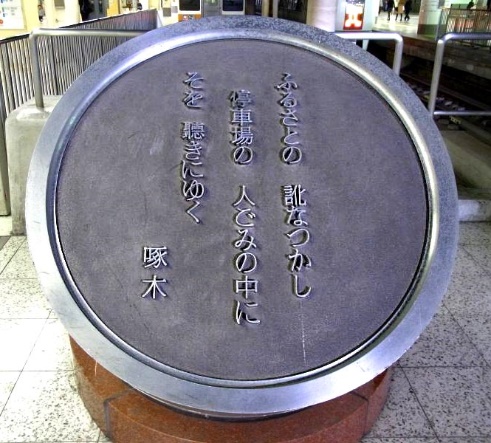 ふるさとの 訛なつかし
停車場の 人ごみの中に
そを 聴きにゆく
啄木